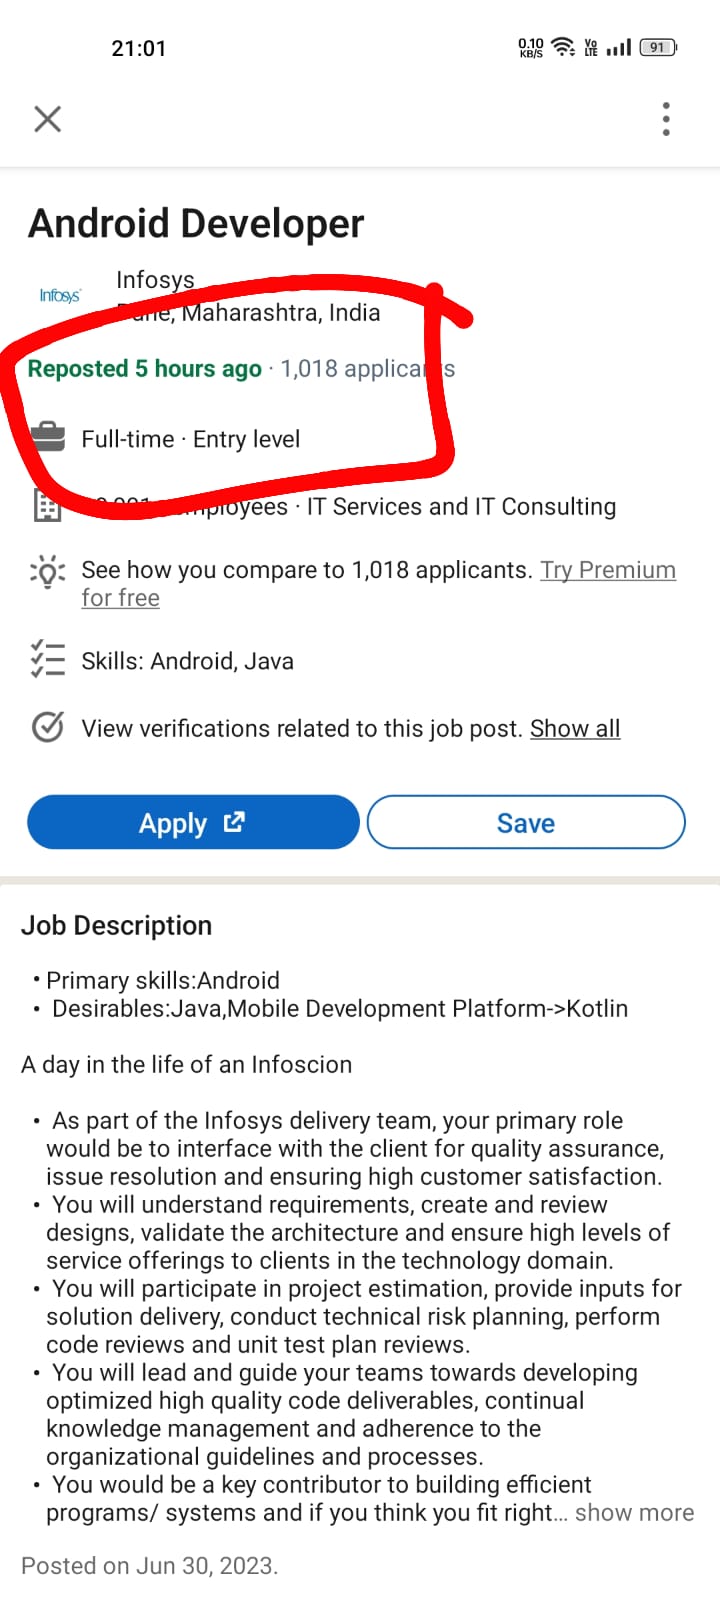 21:01
0.10 KB/S
Vo LTE
91
Android Developer
Infosys
Infosys
Maharashtra, India
Reposted 5 hours ago · 1,018
Full-time · Entry level
· IT Services and IT Consulting
See how you compare to 1,018 applicants. Try Premium
for free
Skills: Android, Java
View verifications related to this job post. Show all
Apply
Save
Job Description
• Primary skills:Android
• Desirables:Java,Mobile Development Platform->Kotlin
A day in the life of an Infoscion
• As part of the Infosys delivery team, your primary role
would be to interface with the client for quality assurance,
issue resolution and ensuring high customer satisfaction.
• You will understand requirements, create and review
designs, validate the architecture and ensure high levels of
service offerings to clients in the technology domain.
• You will participate in project estimation, provide inputs for
solution delivery, conduct technical risk planning, perform
code reviews and unit test plan reviews.
• You will lead and guide your teams towards developing
optimized high quality code deliverables, continual
knowledge management and adherence to the
organizational guidelines and processes.
• You would be a key contributor to building efficient
programs/ systems and if you think you fit right... show more
Posted on Jun 30, 2023.